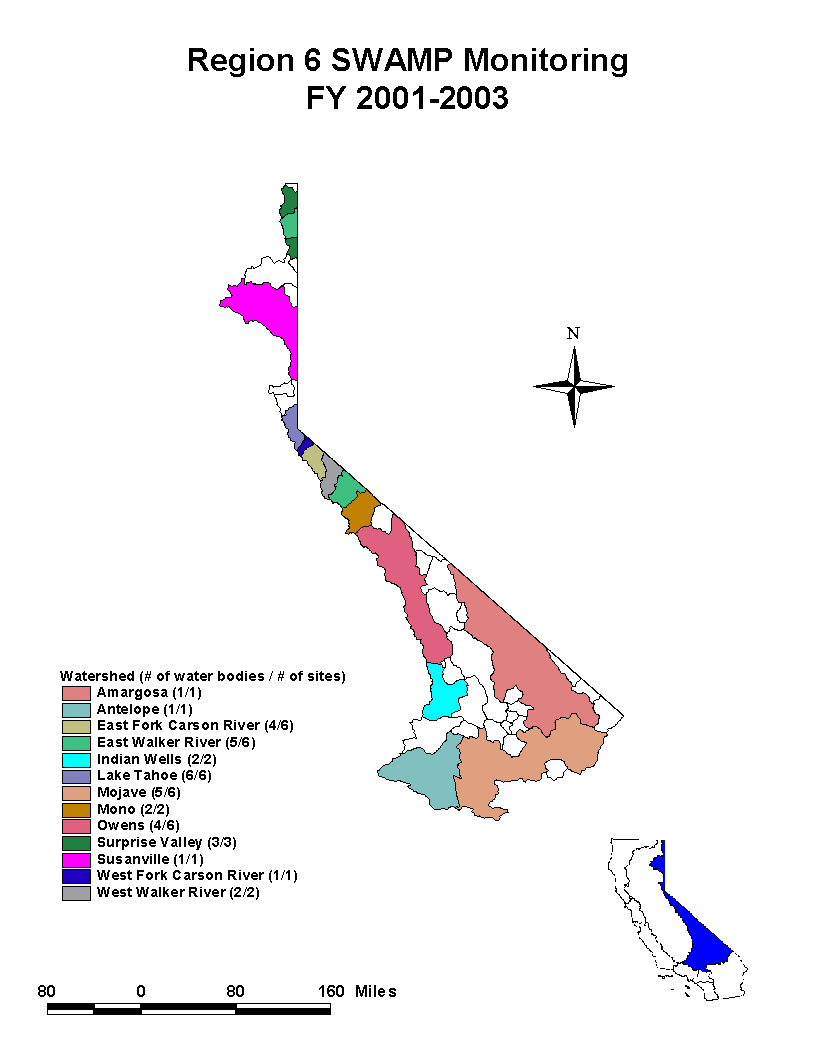 Region 6 SWAMP Monitoring
FY 2001-2003
N
Watershed (# of water bodies / # of sites)
Amargosa (1/1)
Antelope (1/1)
East Fork Carson River (4/6)
East Walker River (5/6)
Indian Wells (2/2)
Lake Tahoe (6/6)
Mojave (5/6)
Mono (2/2)
Owens (4/6)
Surprise Valley (3/3)
Susanville (1/1)
West Fork Carson River (1/1)
West Walker River (2/2)
80 0 80 160 Miles